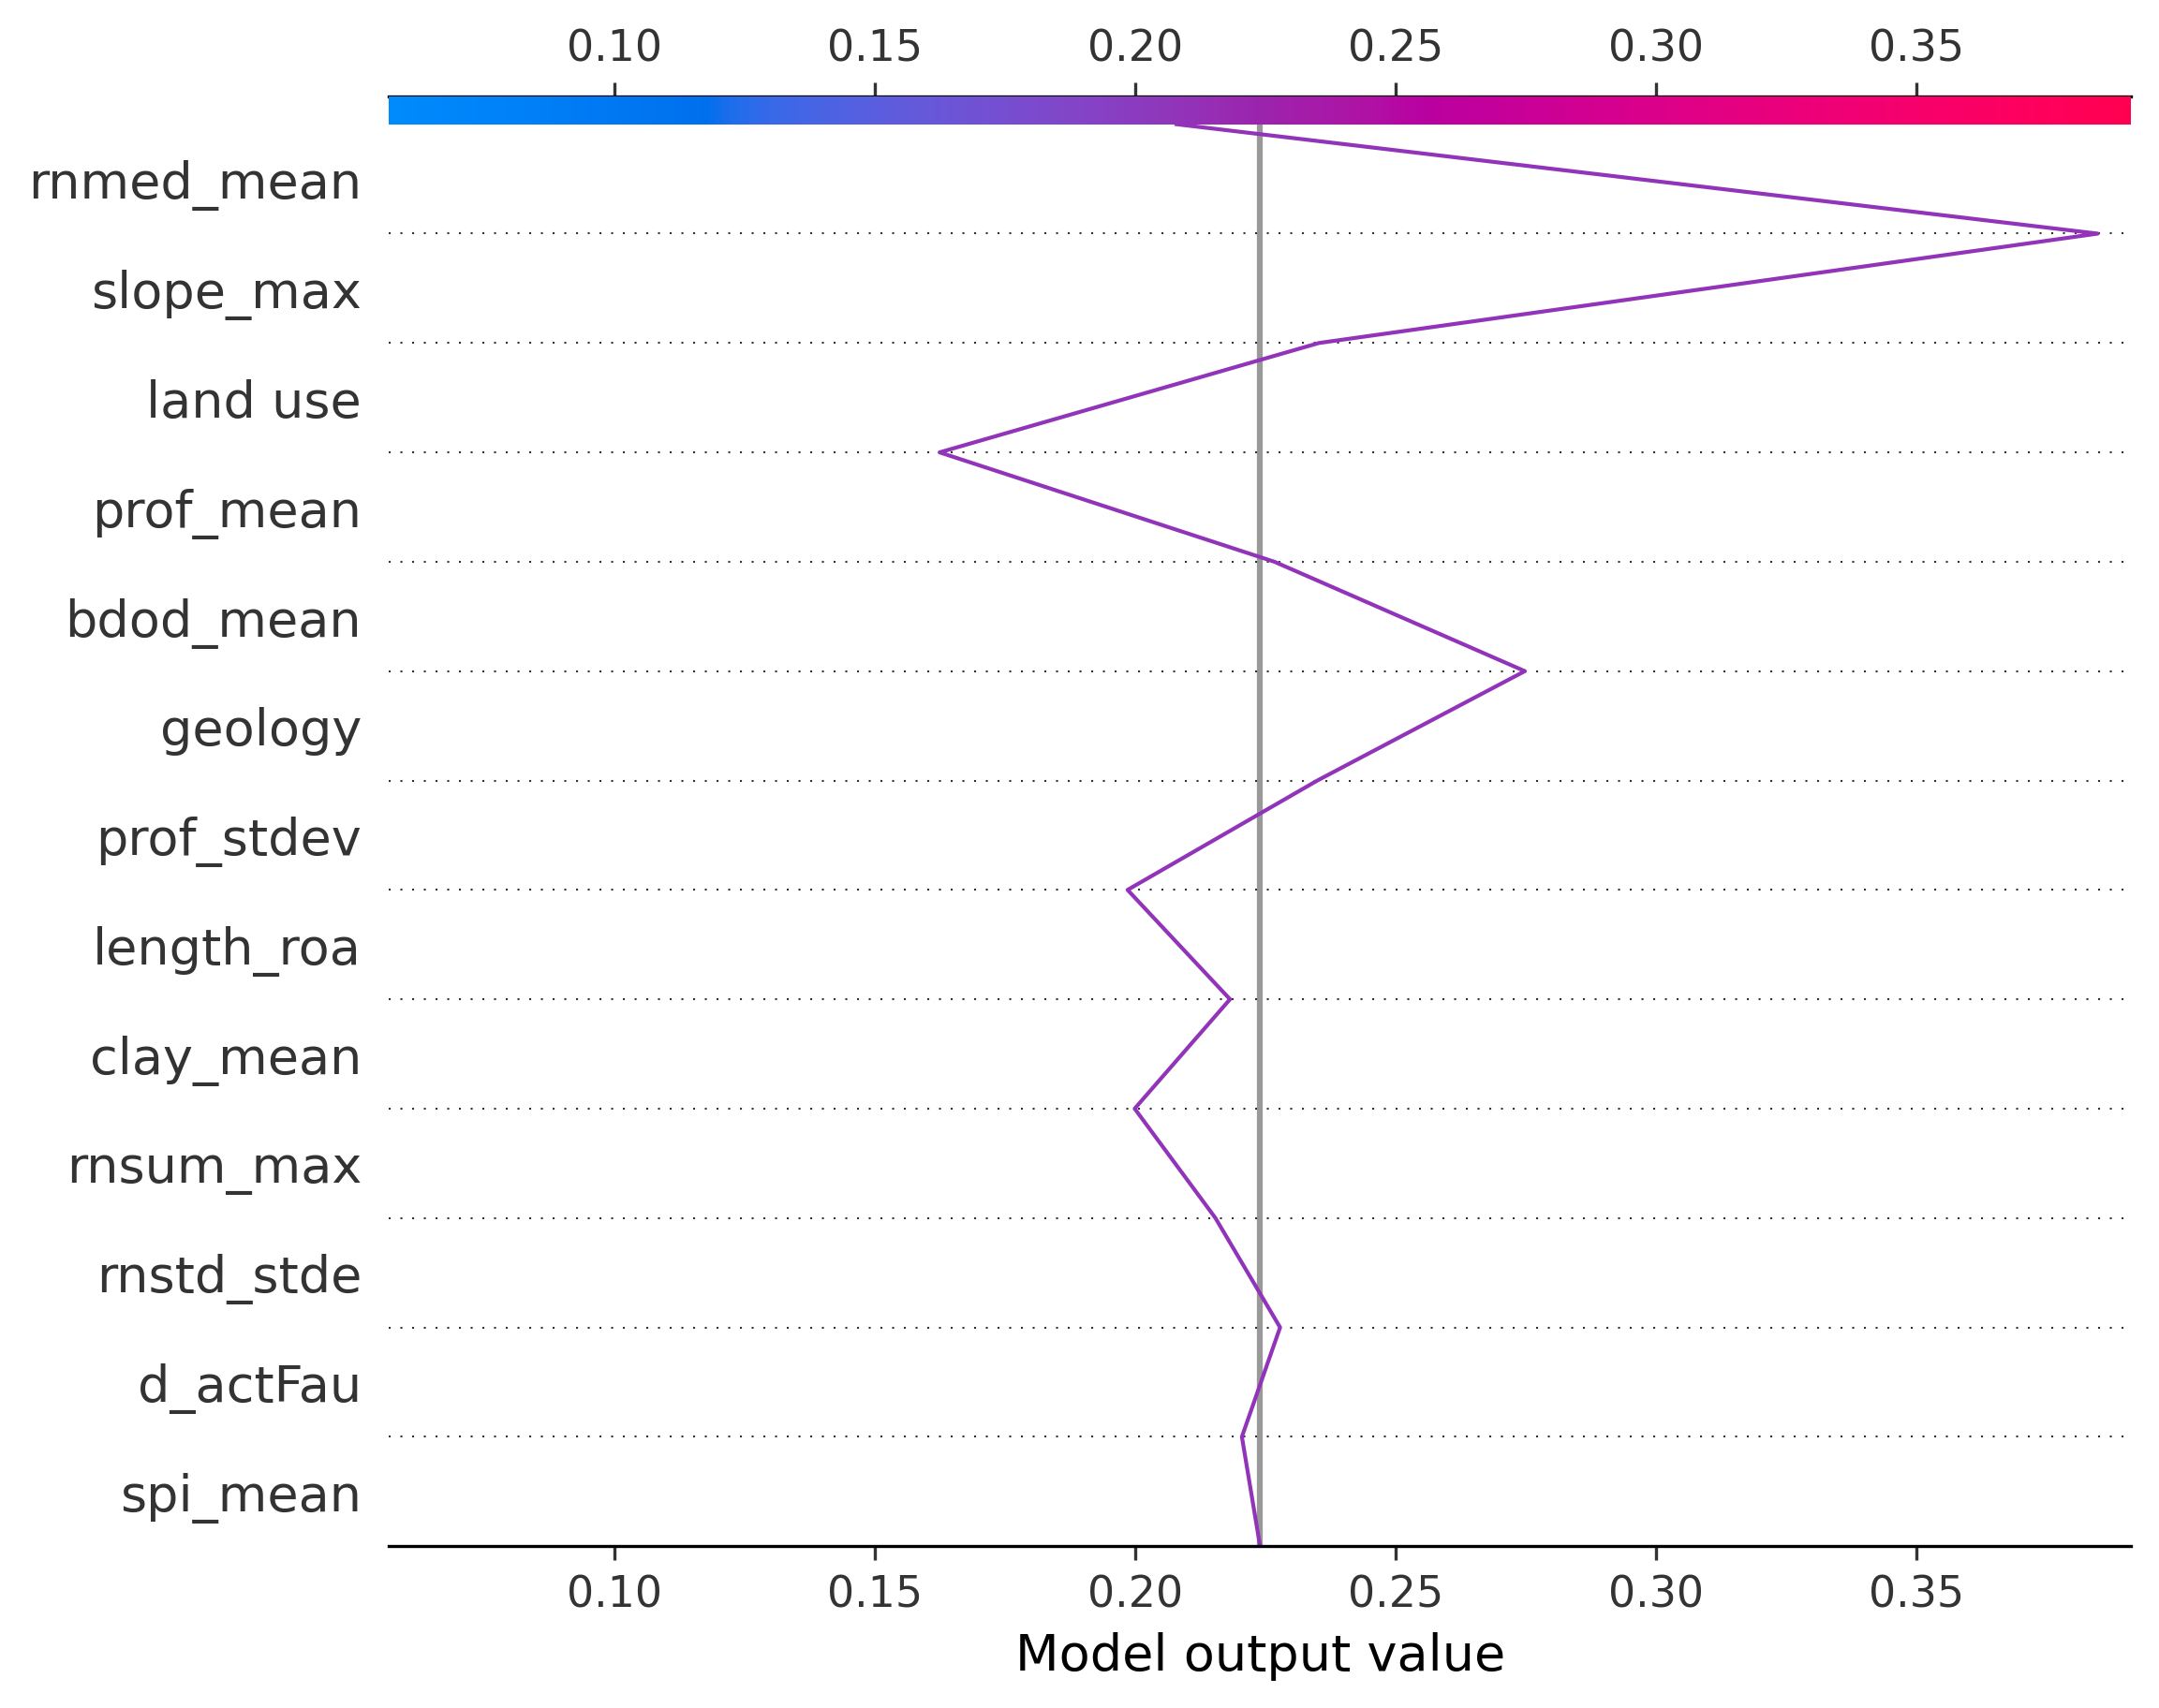 0.10 0.15 0.20 0.25 0.30 0.35
rnmed_mean
slope_max
land use
prof_mean
bdod_mean
geology
prof_stdev
length_roa
clay_mean
rnsum_max
rnstd_stde
d_actFau
spi_mean
0.10 0.15 0.20 0.25 0.30 0.35
Model output value